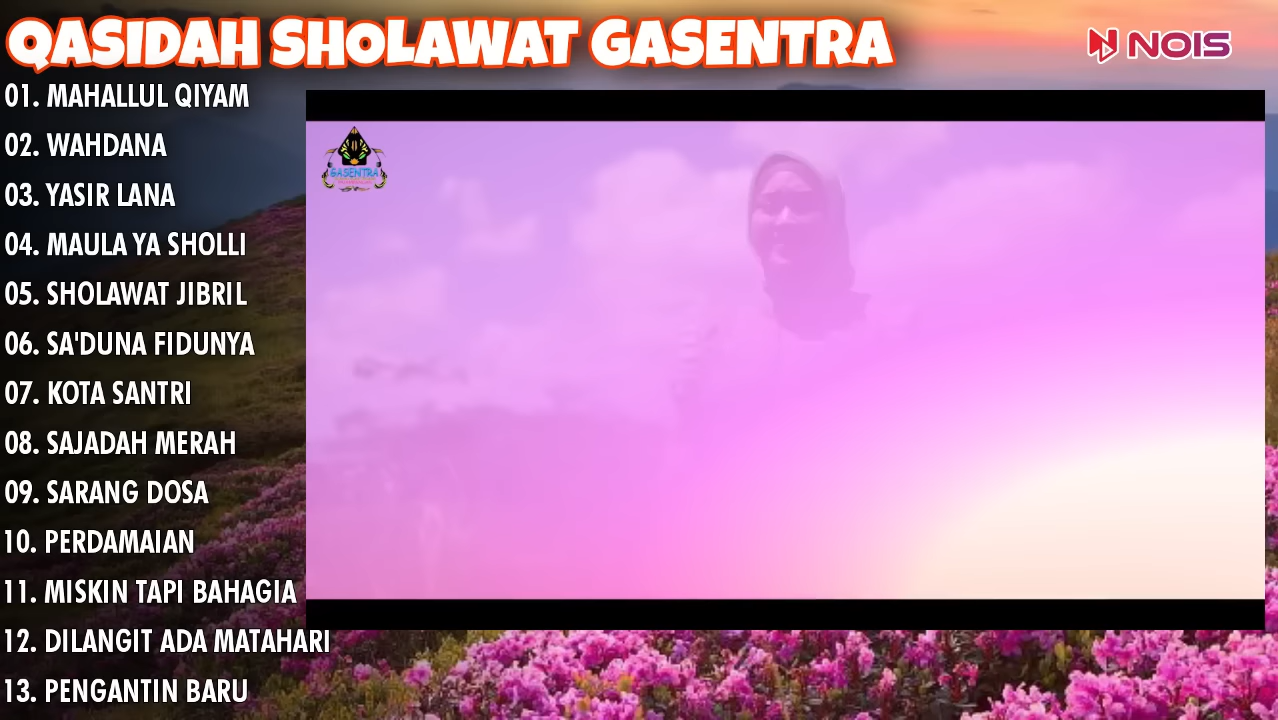 QASIDAH SHOLAWAT GASENTRA
NOIS
01. MAHALLUL QIYAM
02. WAHDANA
03. YASIR LANA
04. MAULA YA SHOLLI
05. SHOLAWAT JIBRIL
06. SA'DUNA FIDUNYA
07. KOTA SANTRI
08. SAJADAH MERAH
09. SARANG DOSA
10. PERDAMAIAN
11. MISKIN TAPI BAHAGIA
12. DILANGIT ADA MATAHARI
13. PENGANTIN BARU
GASENTRA